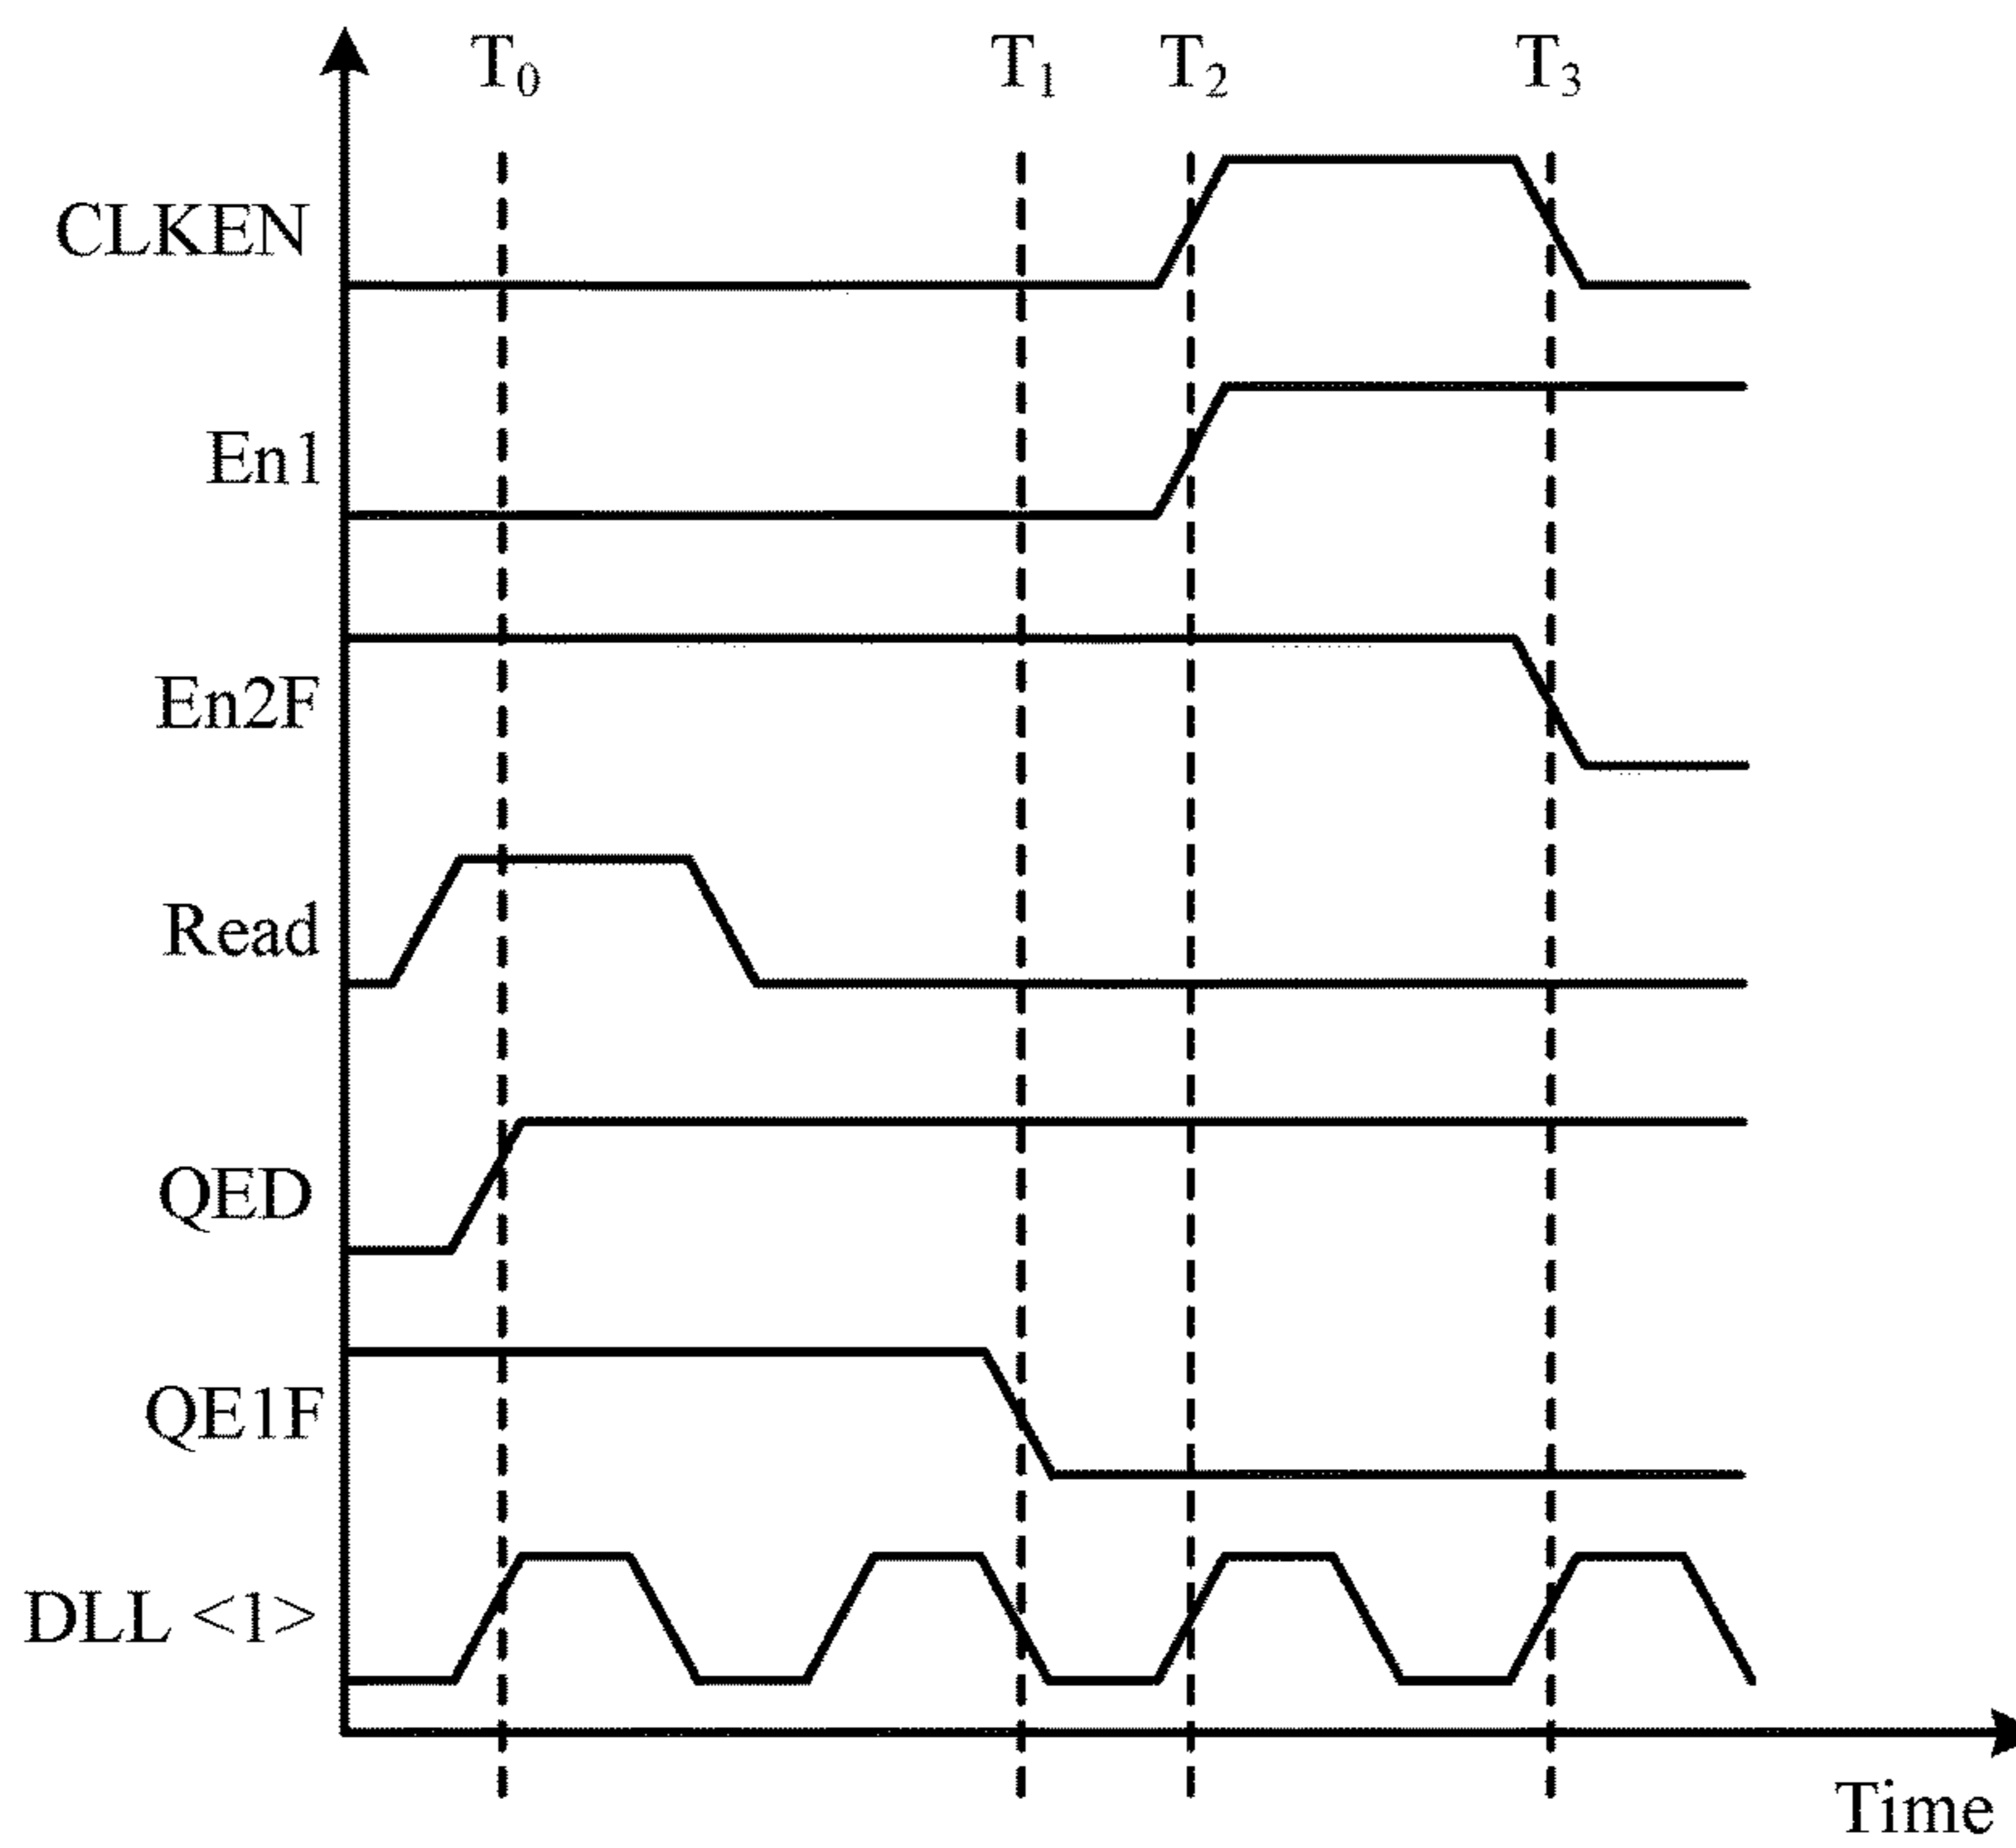 T₀ T₁ T₂ T₃
CLKEN
En1
En2F
Read
QED
QE1F
DLL <1>
Time